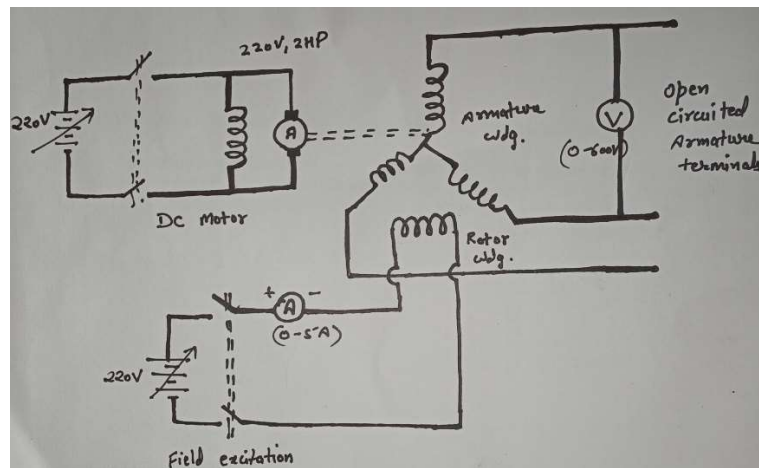 220V, 2HP
220V
A
DC Motor
Armature
wdg.
V
(0-600V)
Open
circuited
Armature
terminals
Rotor
wdg.
+ A -
(0-5A)
220V
Field excitation